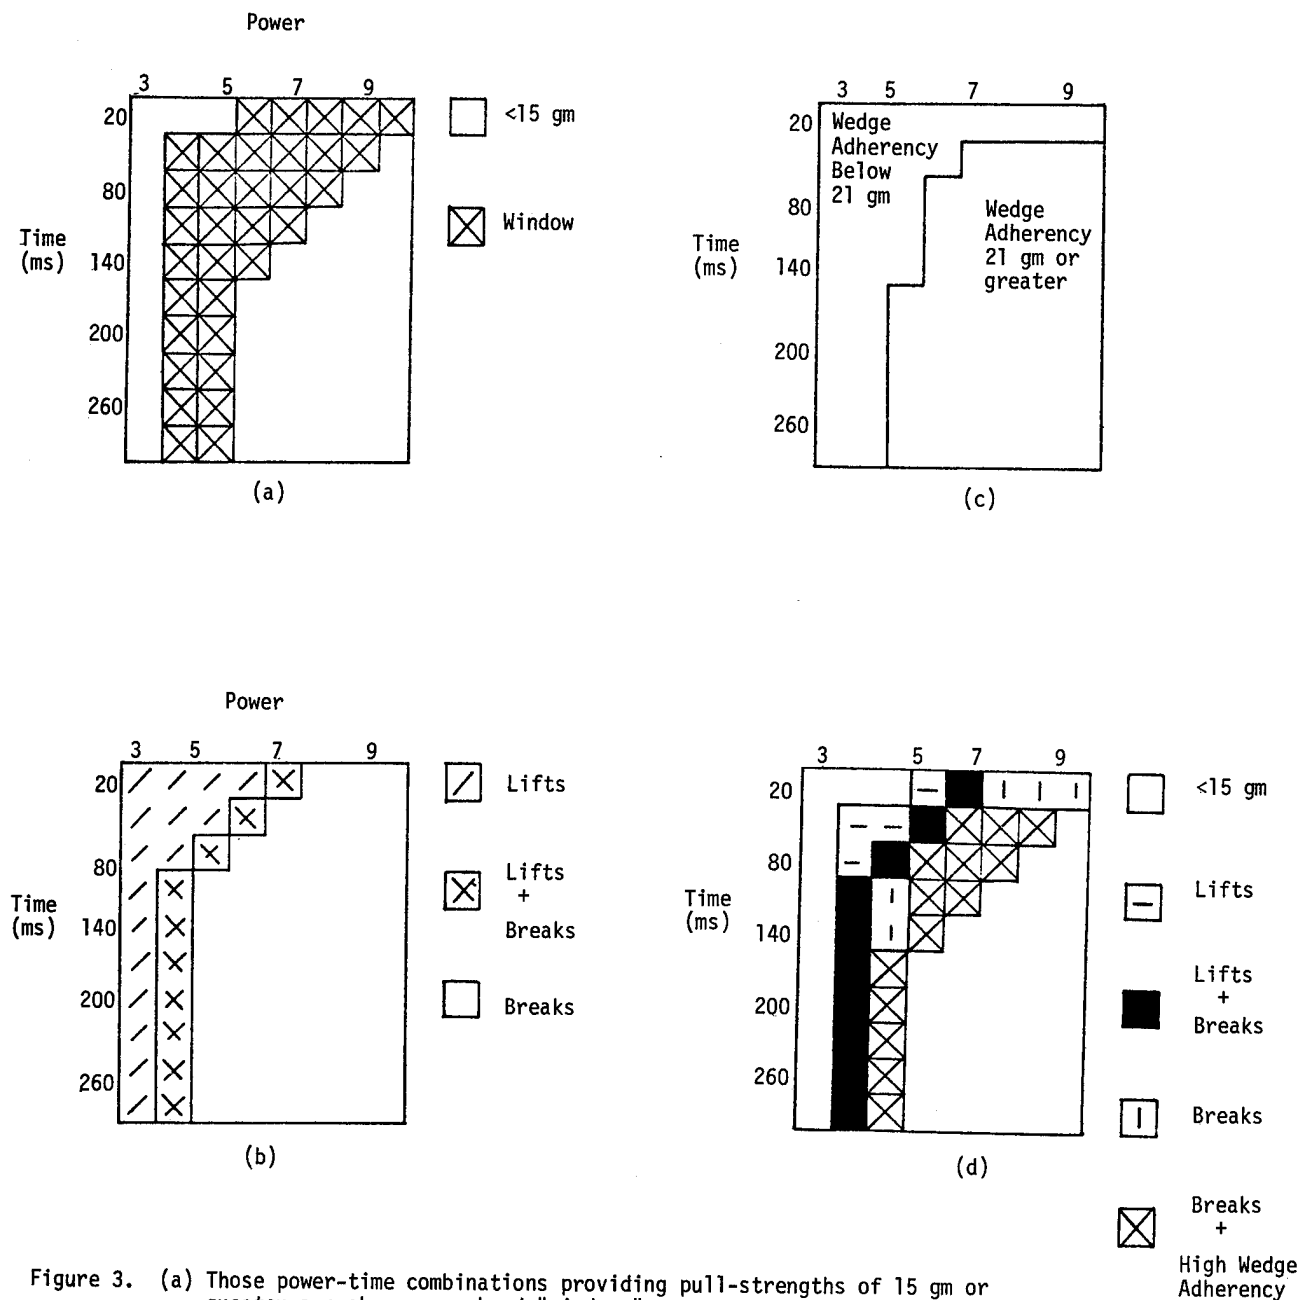 Power
3 5 7 9
20
80
Time
(ms)
140
200
260
<15 gm
Window
(a)
3 5 7 9
20
80
Time
(ms)
140
200
260
Wedge
Adherency
Below
21 gm
Wedge
Adherency
21 gm or
greater
(c)
Power
3 5 7 9
20
80
Time
(ms)
140
200
260
Lifts
Lifts
+
Breaks
Breaks
(b)
3 5 7 9
20
80
Time
(ms)
140
200
260
<15 gm
Lifts
Lifts
+
Breaks
Breaks
Breaks
+
High Wedge
Adherency
(d)
Figure 3. (a) Those power-time combinations providing pull-strengths of 15 gm or